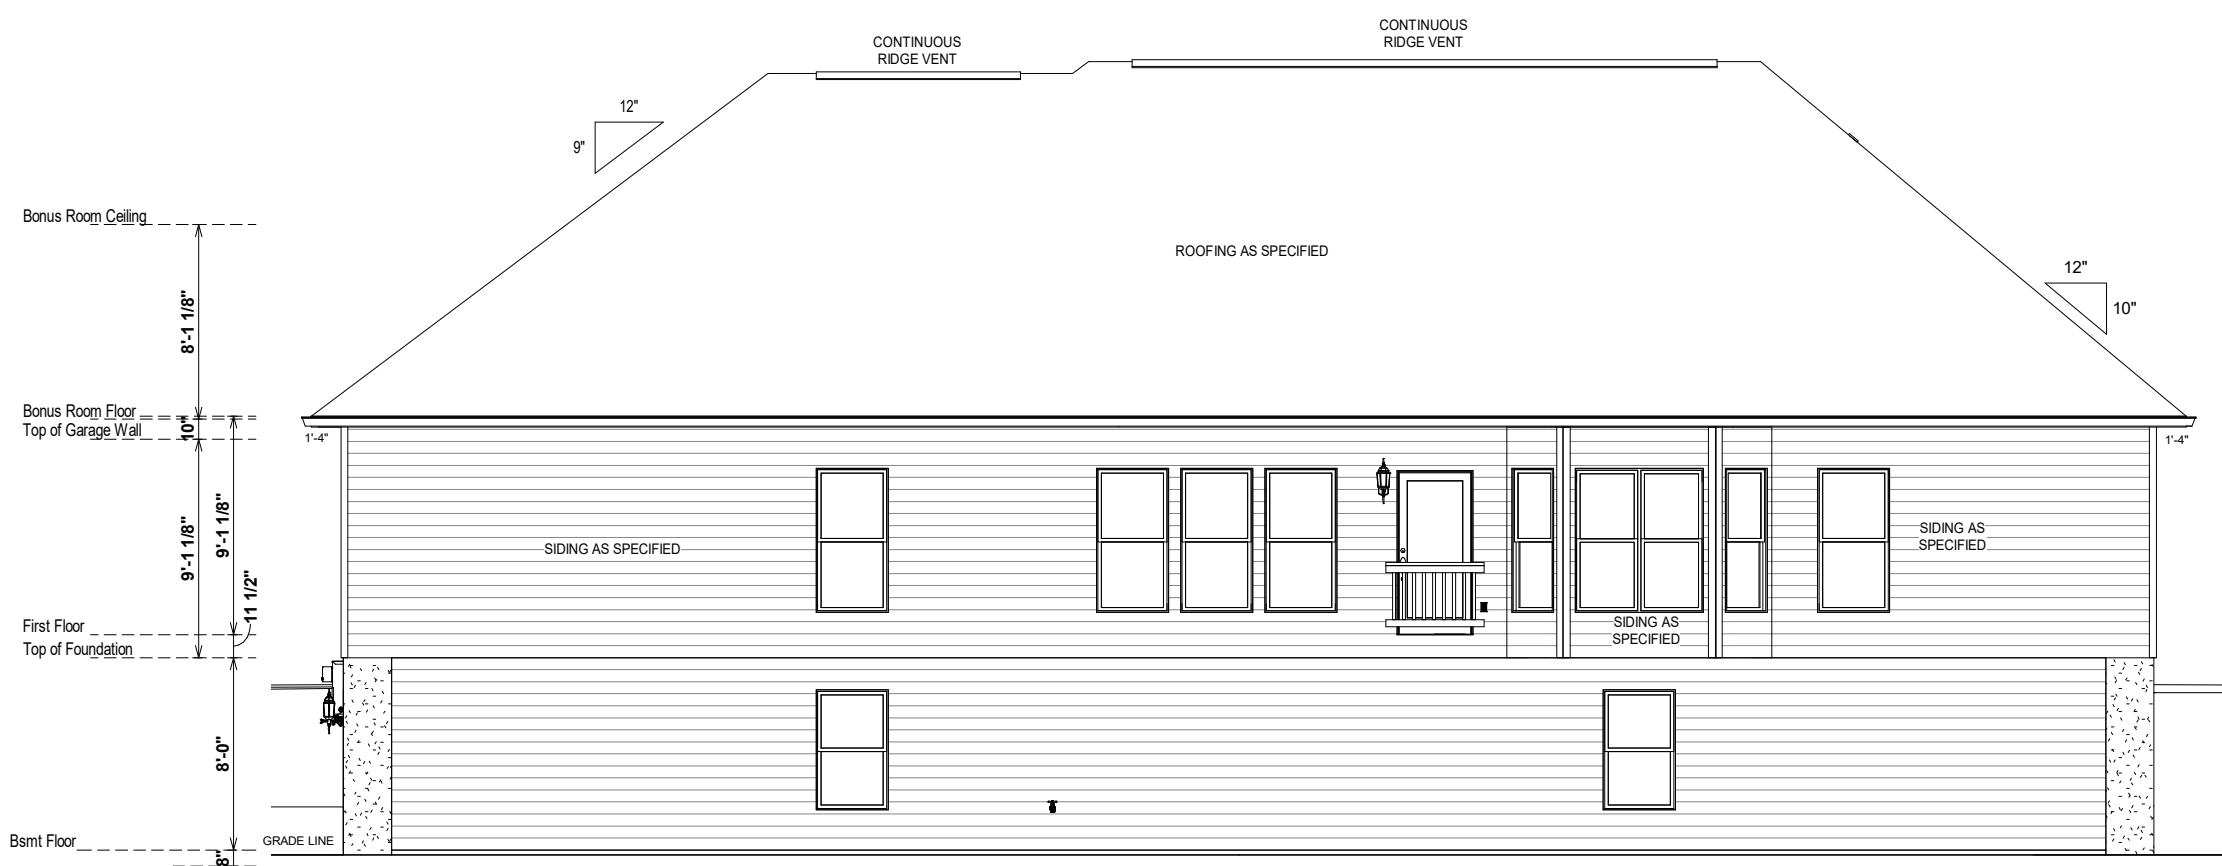 CONTINUOUS
RIDGE VENT
CONTINUOUS
RIDGE VENT
12"
9"
Bonus Room Ceiling
ROOFING AS SPECIFIED
12"
10"
8'-1 1/8"
Bonus Room Floor
10"
Top of Garage Wall
1'-4"
1'-4"
9'-1 1/8"
9'-1 1/8"
SIDING AS SPECIFIED
SIDING AS
SPECIFIED
11 1/2"
First Floor
SIDING AS
SPECIFIED
Top of Foundation
8'-0"
Bsmt Floor
GRADE LINE
8"